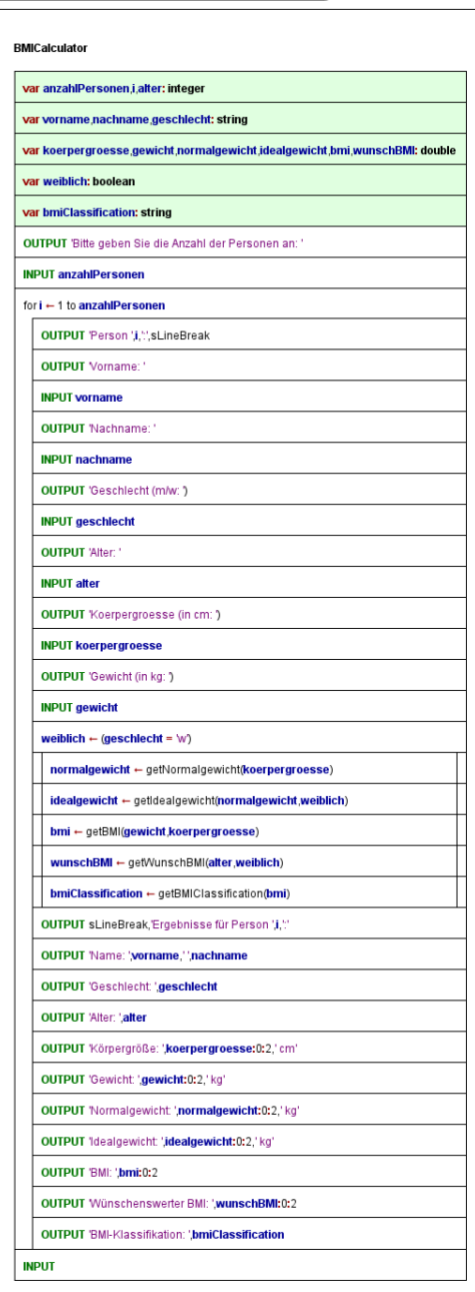 BMICalculator
var anzahlPersonen,i,alter: integer
var vorname,nachname,geschlecht: string
var koerpergroesse,gewicht,normalgewicht,idealgewicht,bmi,wunschBMI: double
var weiblich: boolean
var bmiClassification: string
OUTPUT 'Bitte geben Sie die Anzahl der Personen an: '
INPUT anzahlPersonen
for i ← 1 to anzahlPersonen
OUTPUT 'Person ',i,':',sLineBreak
OUTPUT 'Vorname: '
INPUT vorname
OUTPUT 'Nachname: '
INPUT nachname
OUTPUT 'Geschlecht (m/w: ')
INPUT geschlecht
OUTPUT 'Alter: '
INPUT alter
OUTPUT 'Koerpergroesse (in cm: ')
INPUT koerpergroesse
OUTPUT 'Gewicht (in kg: ')
INPUT gewicht
weiblich ← (geschlecht = 'w')
normalgewicht ← getNormalgewicht(koerpergroesse)
idealgewicht ← getIdealgewicht(normalgewicht,weiblich)
bmi ← getBMI(gewicht,koerpergroesse)
wunschBMI ← getWunschBMI(alter,weiblich)
bmiClassification ← getBMIClassification(bmi)
OUTPUT sLineBreak,'Ergebnisse für Person ',i,':'
OUTPUT 'Name: ',vorname,' ',nachname
OUTPUT 'Geschlecht: ',geschlecht
OUTPUT 'Alter: ',alter
OUTPUT 'Körpergröße: ',koerpergroesse:0:2,' cm'
OUTPUT 'Gewicht: ',gewicht:0:2,' kg'
OUTPUT 'Normalgewicht: ',normalgewicht:0:2,' kg'
OUTPUT 'Idealgewicht: ',idealgewicht:0:2,' kg'
OUTPUT 'BMI: ',bmi:0:2
OUTPUT 'Wünschenswerter BMI: ',wunschBMI:0:2
OUTPUT 'BMI-Klassifikation: ',bmiClassification
INPUT